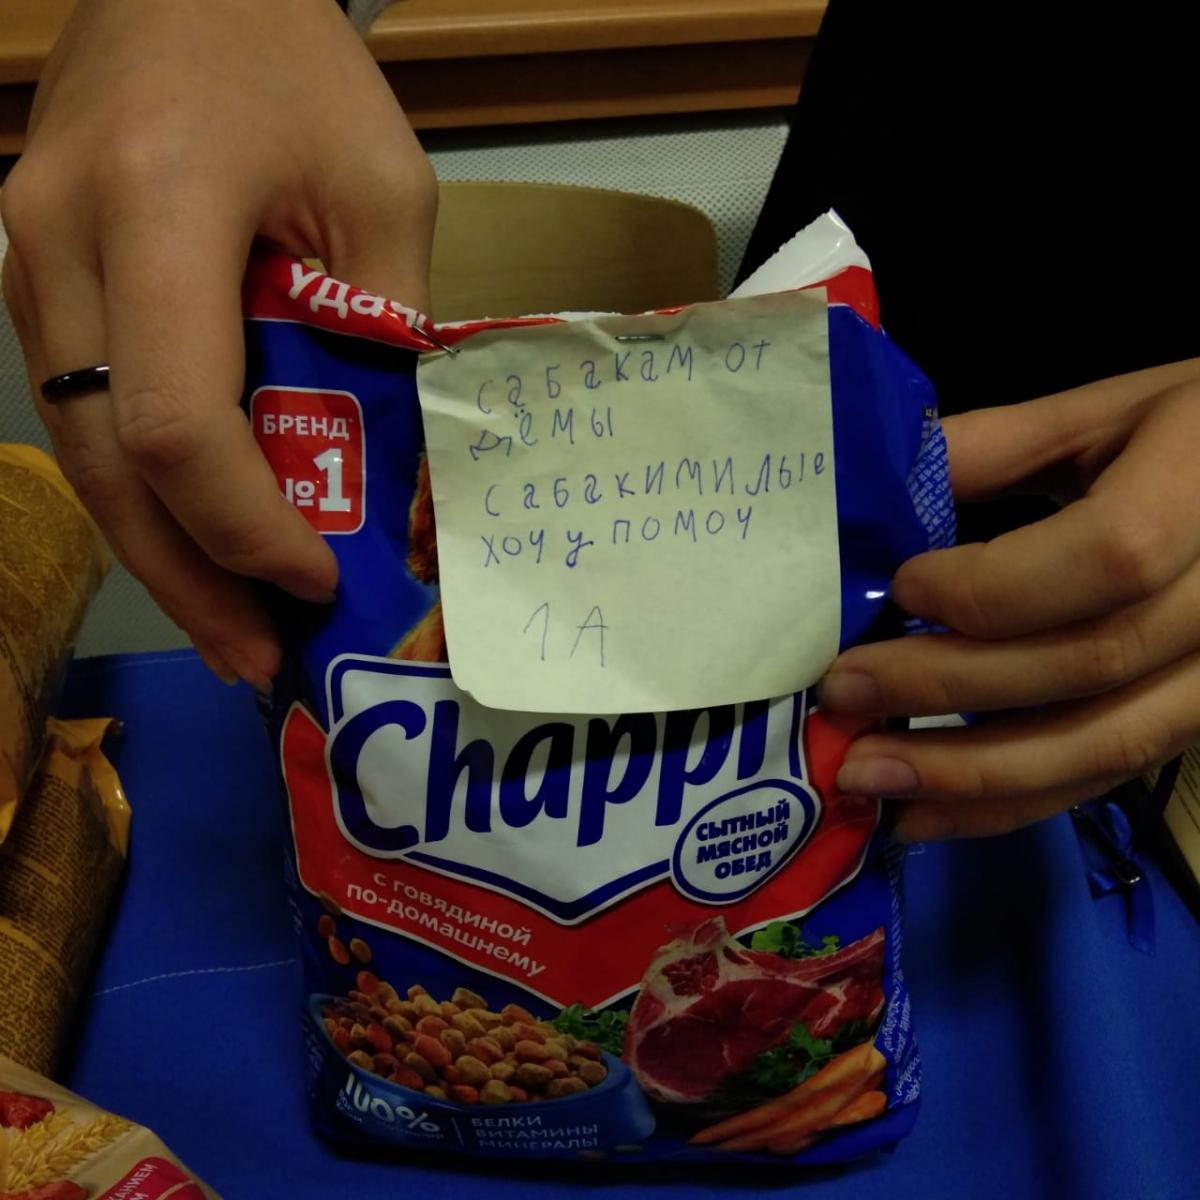 Удачи
сабакам от
дёмы
сабакимилые
хочу помоч
1А
БРЕНД
№1
Chappi
СЫТНЫЙ
МЯСНОЙ
ОБЕД
с говядиной
по-домашнему
100%
БЕЛКИ
ВИТАМИНЫ
МИНЕРАЛЫ